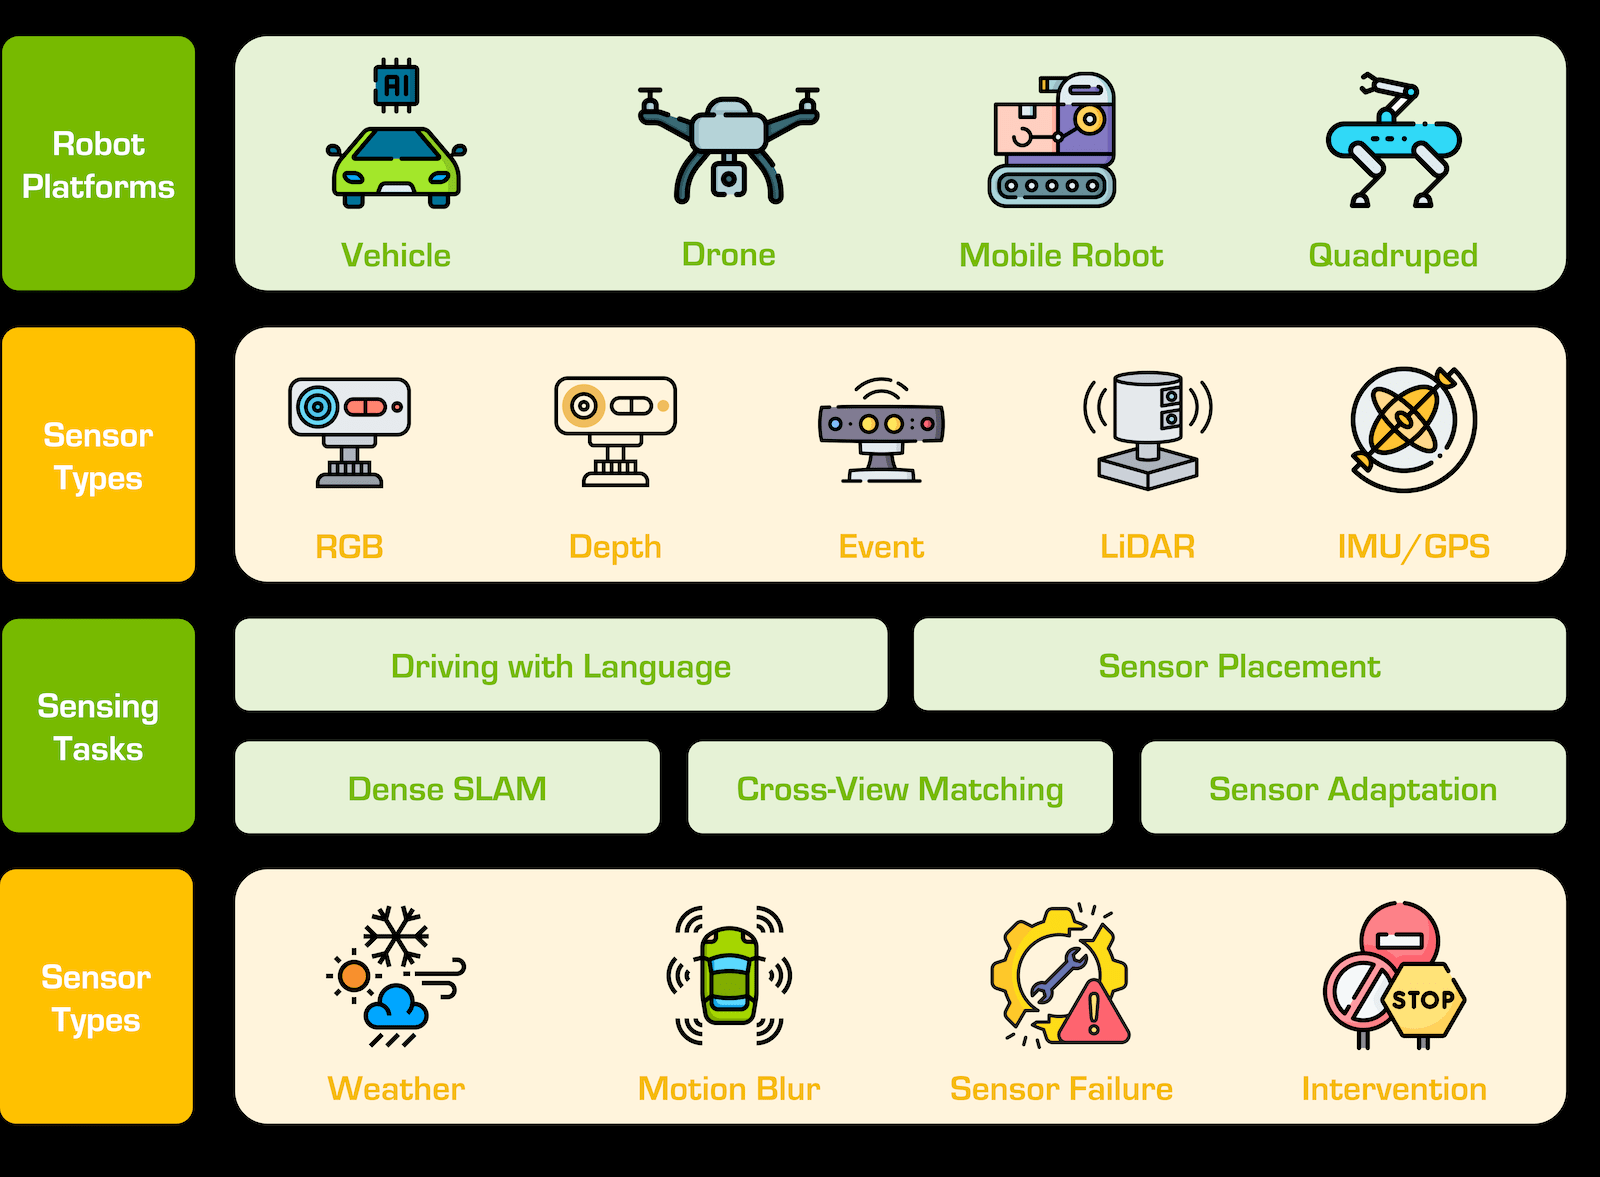 Robot
Platforms
AI
Vehicle
Drone
Mobile Robot
Quadruped
Sensor
Types
RGB
Depth
Event
LiDAR
IMU/GPS
Sensing
Tasks
Driving with Language
Sensor Placement
Dense SLAM
Cross-View Matching
Sensor Adaptation
Sensor
Types
STOP
Weather
Motion Blur
Sensor Failure
Intervention